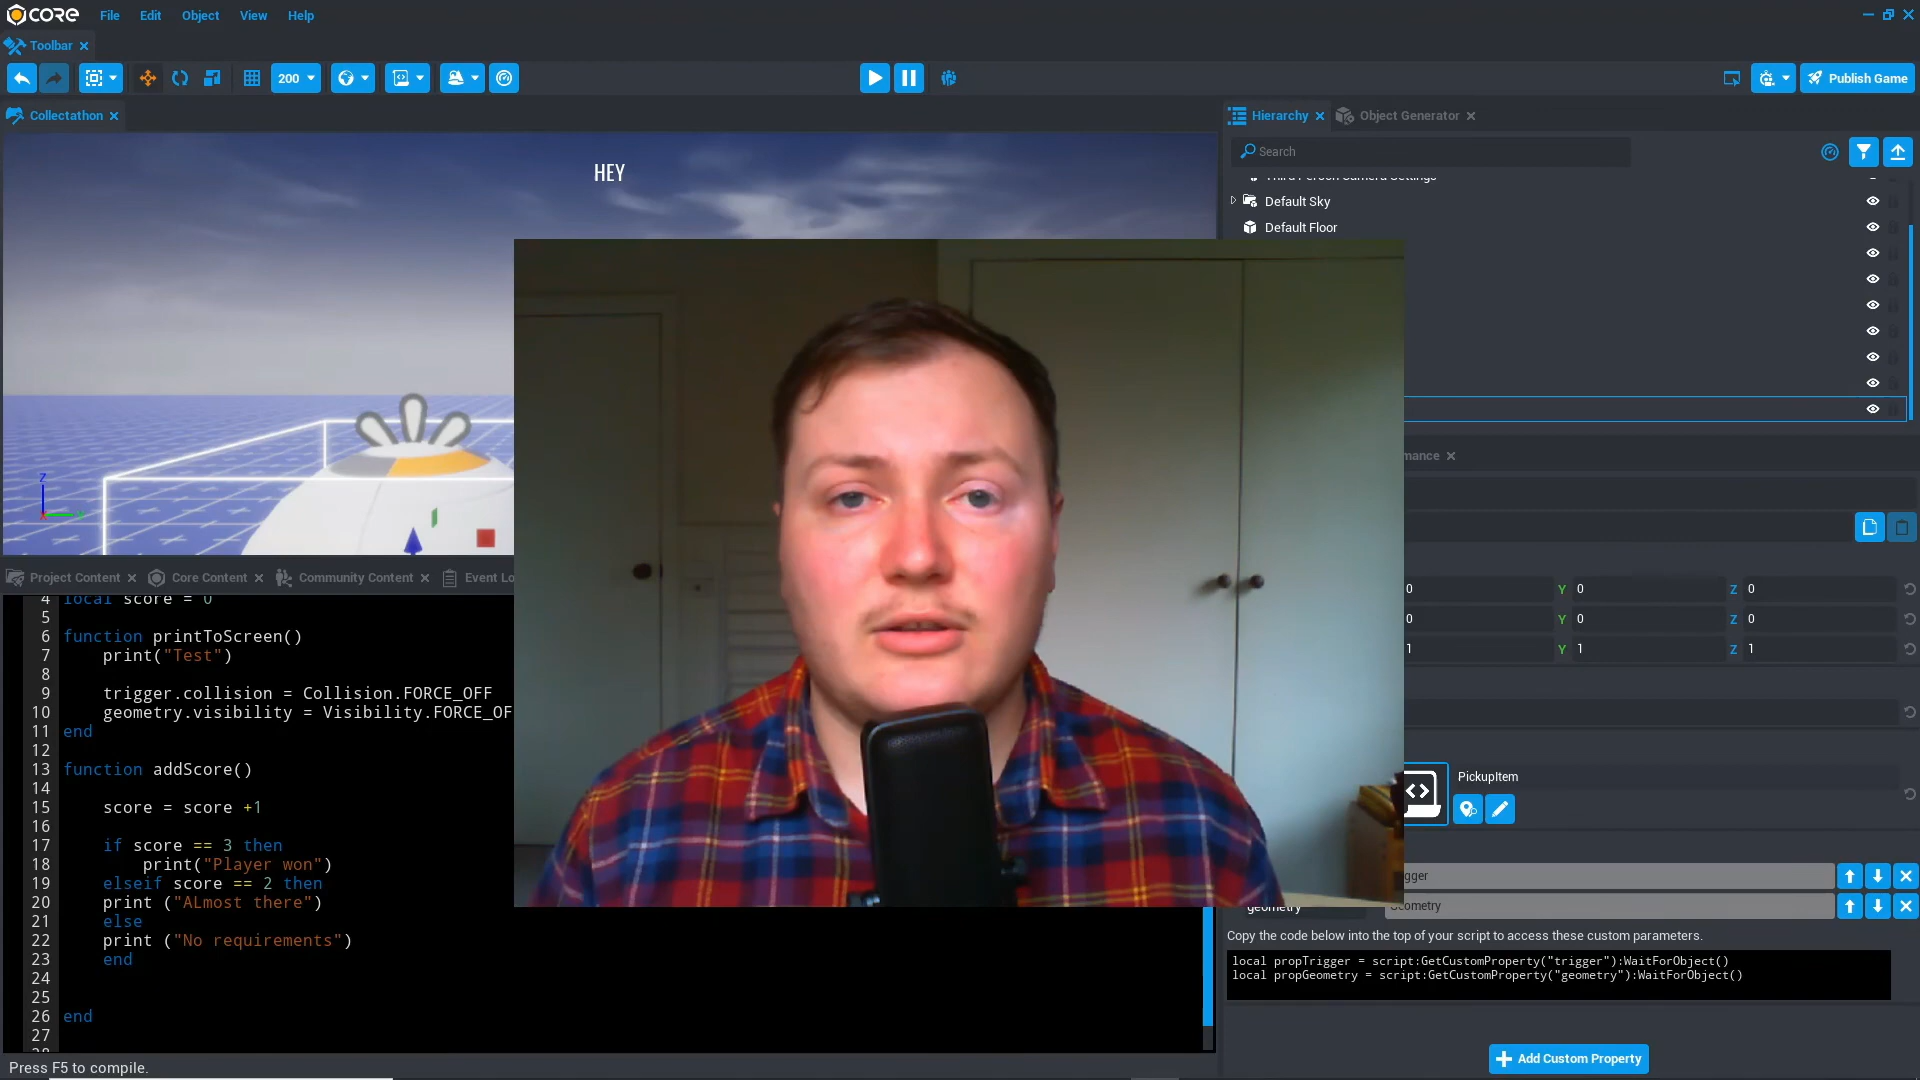 CORE File Edit Object View Help
Toolbar
200 Publish Game
Collectathon
Hierarchy Object Generator
Search
HEY
Third Person Camera Settings
Default Sky
Default Floor
mance
Project Content Core Content Community Content Event Lo
0 Y 0 Z 0
0 Y 0 Z 0
1 Y 1 Z 1
4 local score = 0
5
6 function printToScreen()
7 print("Test")
8
9 trigger.collision = Collision.FORCE_OFF
10 geometry.visibility = Visibility.FORCE_OF
11 end
12
13 function addScore()
14
15 score = score +1
16
17 if score == 3 then
18 print("Player won")
19 elseif score == 2 then
20 print ("ALmost there")
21 else
22 print ("No requirements")
23 end
24
25
26 end
27
28
PickupItem
gger
geometry Geometry
Copy the code below into the top of your script to access these custom parameters.
local propTrigger = script:GetCustomProperty("trigger"):WaitForObject()
local propGeometry = script:GetCustomProperty("geometry"):WaitForObject()
Add Custom Property
Press F5 to compile.
Z